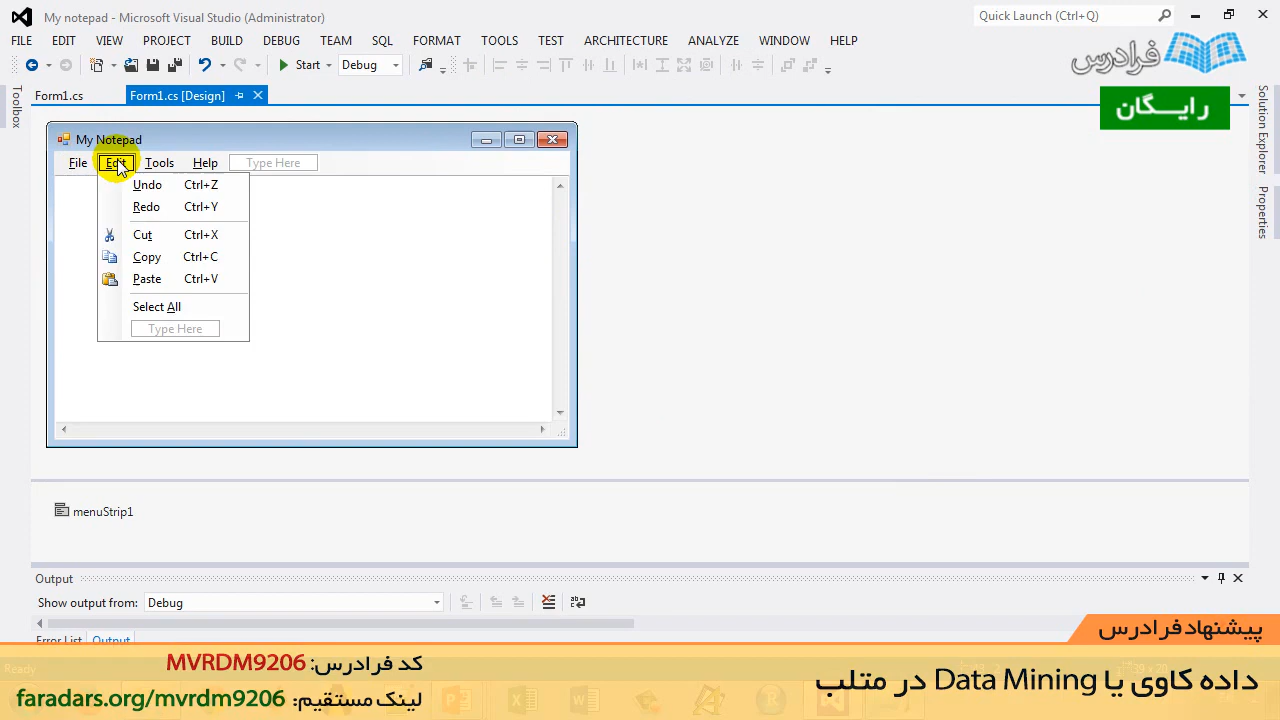 My notepad - Microsoft Visual Studio (Administrator)
Quick Launch (Ctrl+Q)
FILE EDIT VIEW PROJECT BUILD DEBUG TEAM SQL FORMAT TOOLS TEST ARCHITECTURE ANALYZE WINDOW HELP
فرادرس
Start Debug
Toolbox
Form1.cs
Form1.cs [Design]
رایـــگان
Solution Explorer
Properties
My Notepad
File Edit Tools Help Type Here
Undo Ctrl+Z
Redo Ctrl+Y
Cut Ctrl+X
Copy Ctrl+C
Paste Ctrl+V
Select All
Type Here
menuStrip1
Output
Show output from: Debug
Error List Output
پیشنهاد فرادرس
Ready
داده کاوی یا Data Mining در متلب
کد فرادرس: MVRDM9206
لینک مستقیم: faradars.org/mvrdm9206